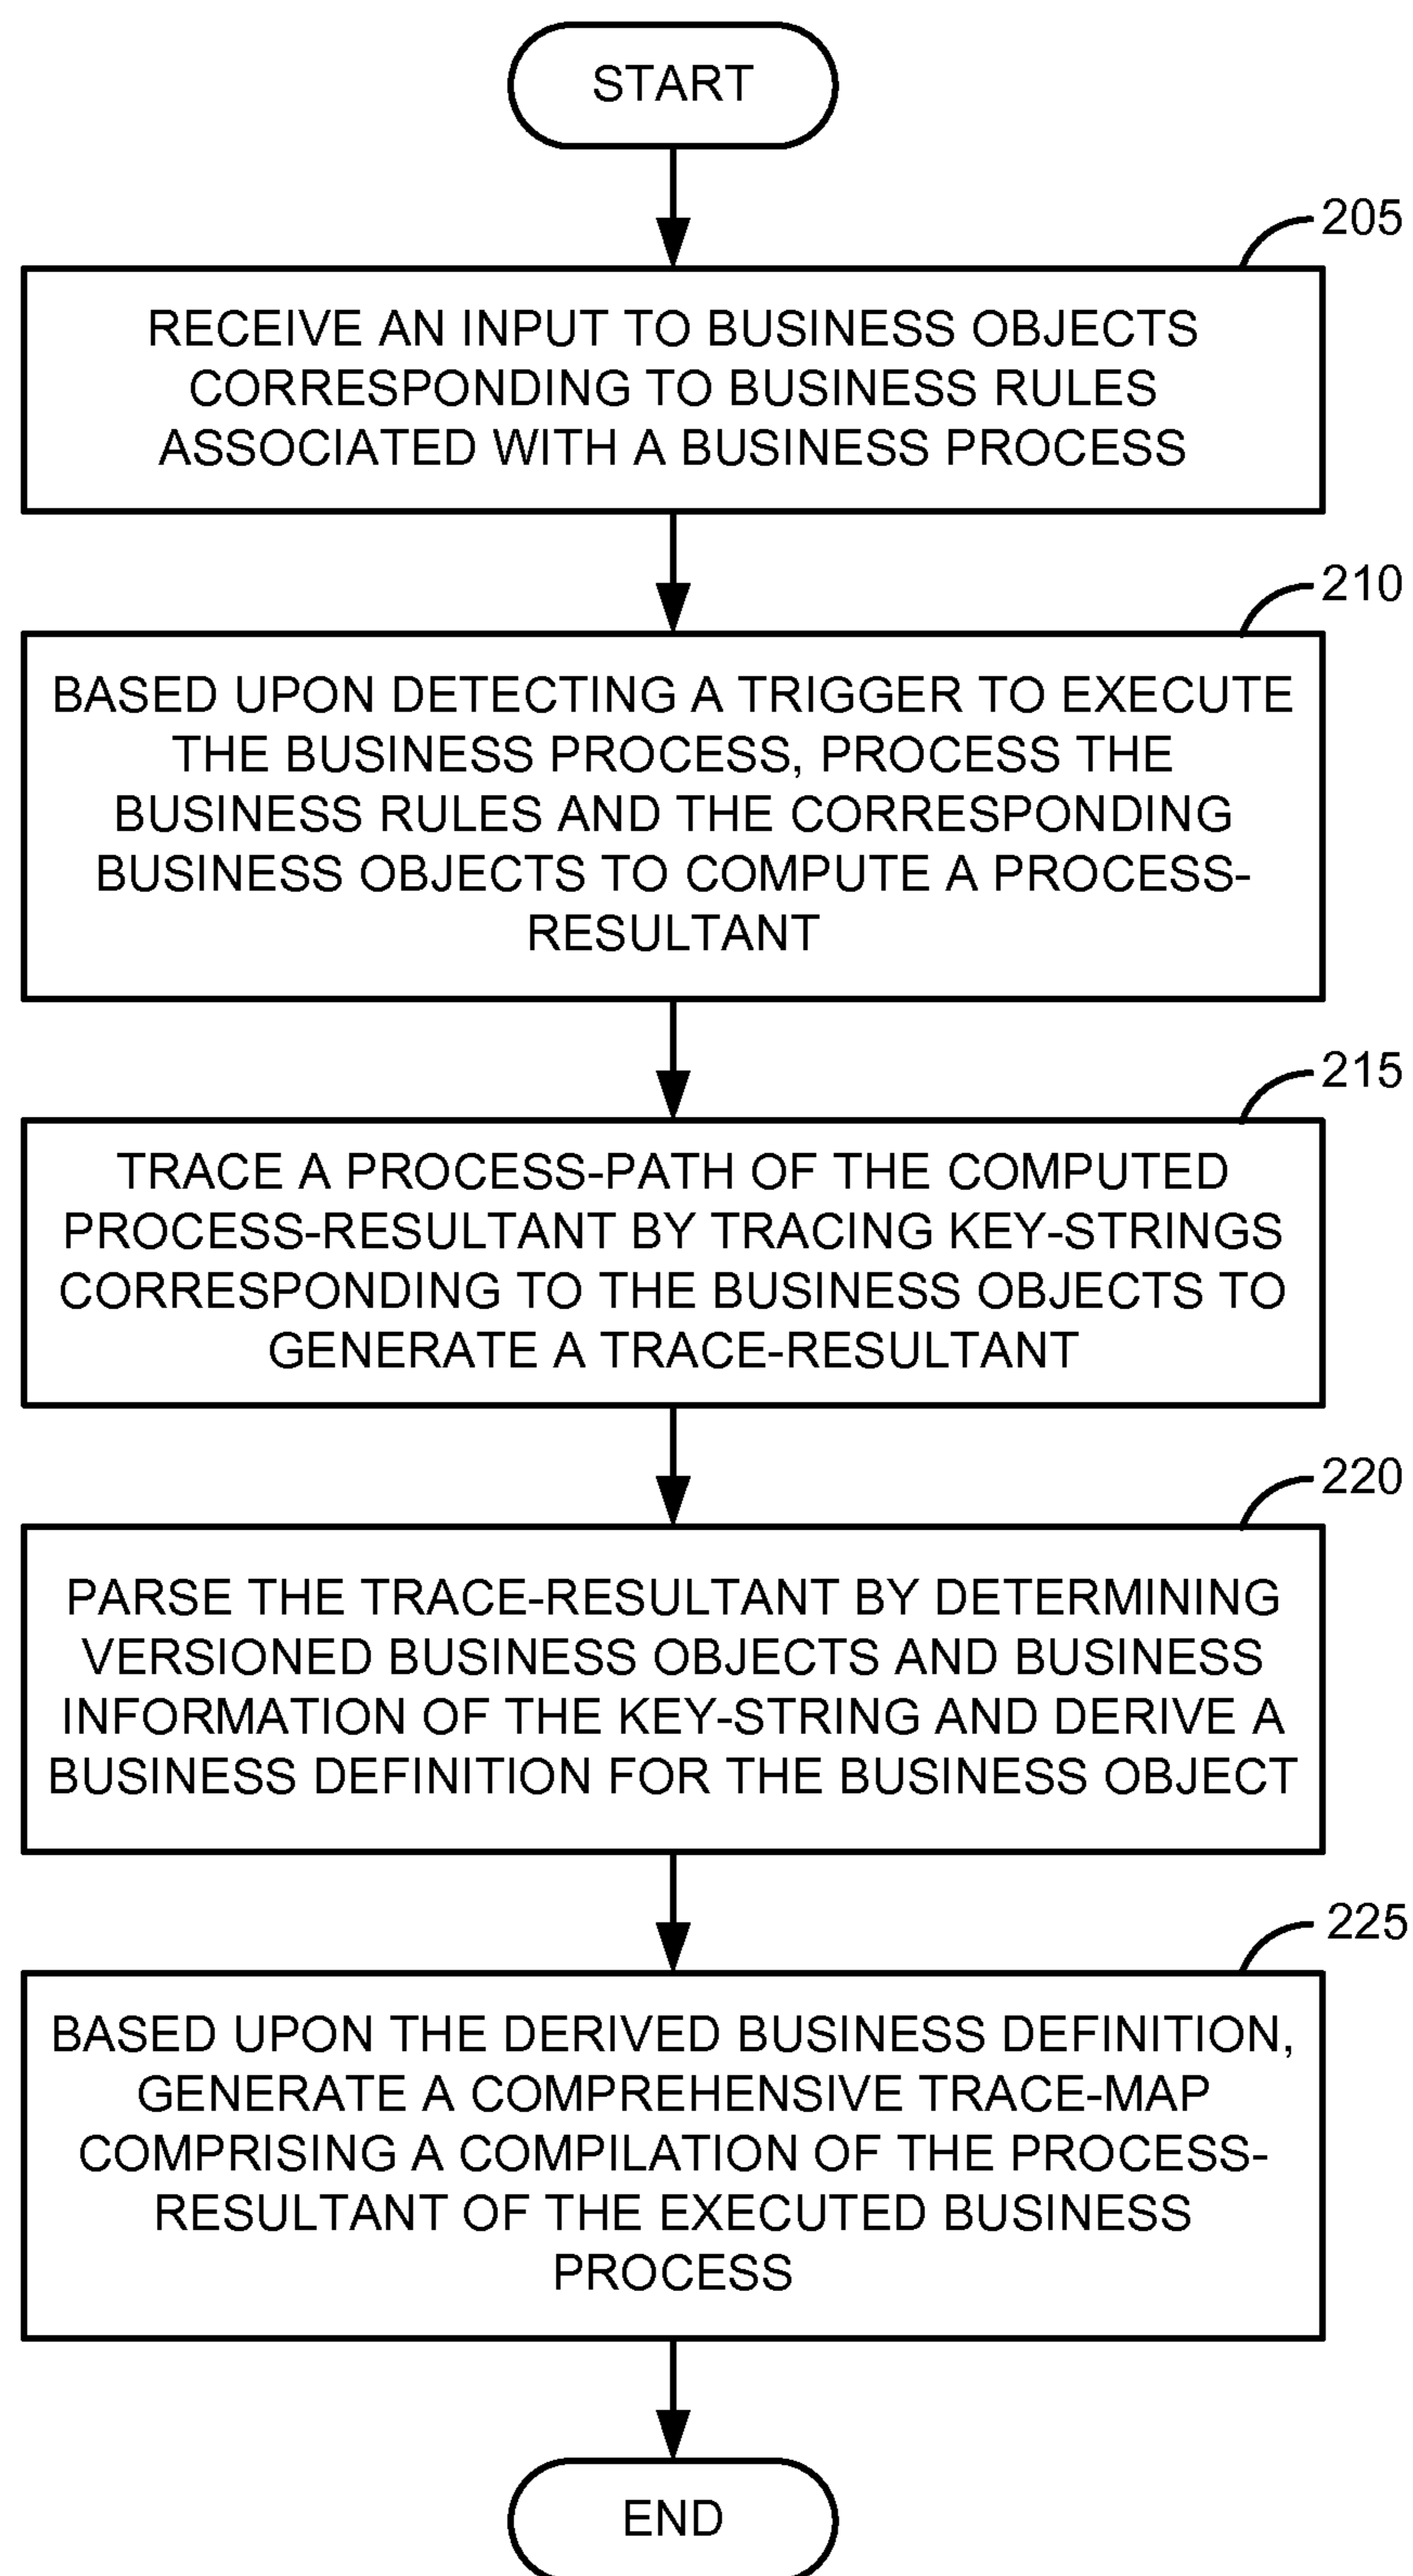 START
205
RECEIVE AN INPUT TO BUSINESS OBJECTS
CORRESPONDING TO BUSINESS RULES
ASSOCIATED WITH A BUSINESS PROCESS
210
BASED UPON DETECTING A TRIGGER TO EXECUTE
THE BUSINESS PROCESS, PROCESS THE
BUSINESS RULES AND THE CORRESPONDING
BUSINESS OBJECTS TO COMPUTE A PROCESS-
RESULTANT
215
TRACE A PROCESS-PATH OF THE COMPUTED
PROCESS-RESULTANT BY TRACING KEY-STRINGS
CORRESPONDING TO THE BUSINESS OBJECTS TO
GENERATE A TRACE-RESULTANT
220
PARSE THE TRACE-RESULTANT BY DETERMINING
VERSIONED BUSINESS OBJECTS AND BUSINESS
INFORMATION OF THE KEY-STRING AND DERIVE A
BUSINESS DEFINITION FOR THE BUSINESS OBJECT
225
BASED UPON THE DERIVED BUSINESS DEFINITION,
GENERATE A COMPREHENSIVE TRACE-MAP
COMPRISING A COMPILATION OF THE PROCESS-
RESULTANT OF THE EXECUTED BUSINESS
PROCESS
END